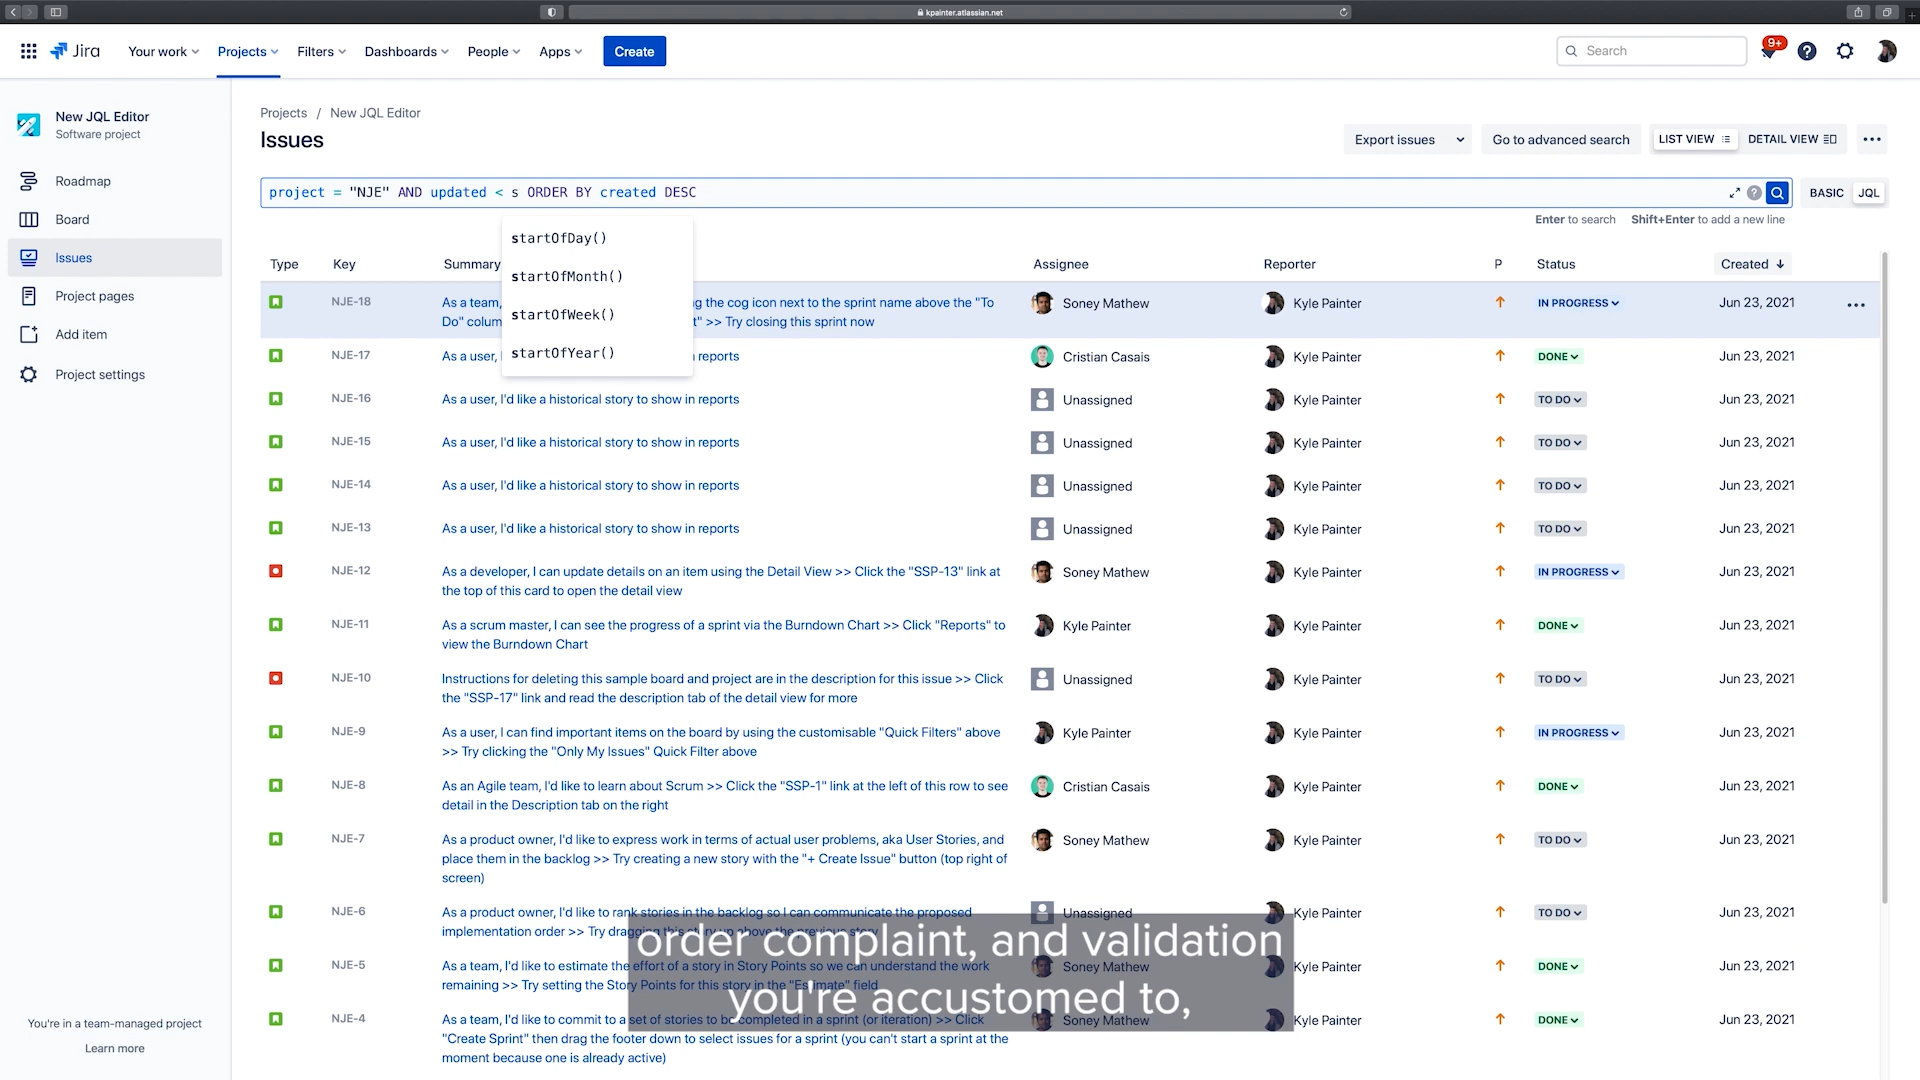 kpainter.atlassian.net
Jira
Your work
Projects
Filters
Dashboards
People
Apps
Create
Search
9+
New JQL Editor
Software project
Roadmap
Board
Issues
Project pages
Add item
Project settings
You're in a team-managed project
Learn more
Projects / New JQL Editor
Issues
Export issues
Go to advanced search
LIST VIEW
DETAIL VIEW
project = "NJE" AND updated < s ORDER BY created DESC
?
BASIC
JQL
Enter to search Shift+Enter to add a new line
startOfDay()
startOfMonth()
startOfWeek()
startOfYear()
Type Key Summary Assignee Reporter P Status Created
NJE-18 As a team, g the cog icon next to the sprint name above the "To Soney Mathew Kyle Painter IN PROGRESS Jun 23, 2021
Do" colum t" >> Try closing this sprint now
NJE-17 As a user, reports Cristian Casais Kyle Painter DONE Jun 23, 2021
NJE-16 As a user, I'd like a historical story to show in reports Unassigned Kyle Painter TO DO Jun 23, 2021
NJE-15 As a user, I'd like a historical story to show in reports Unassigned Kyle Painter TO DO Jun 23, 2021
NJE-14 As a user, I'd like a historical story to show in reports Unassigned Kyle Painter TO DO Jun 23, 2021
NJE-13 As a user, I'd like a historical story to show in reports Unassigned Kyle Painter TO DO Jun 23, 2021
NJE-12 As a developer, I can update details on an item using the Detail View >> Click the "SSP-13" link at Soney Mathew Kyle Painter IN PROGRESS Jun 23, 2021
the top of this card to open the detail view
NJE-11 As a scrum master, I can see the progress of a sprint via the Burndown Chart >> Click "Reports" to Kyle Painter Kyle Painter DONE Jun 23, 2021
view the Burndown Chart
NJE-10 Instructions for deleting this sample board and project are in the description for this issue >> Click Unassigned Kyle Painter TO DO Jun 23, 2021
the "SSP-17" link and read the description tab of the detail view for more
NJE-9 As a user, I can find important items on the board by using the customisable "Quick Filters" above Kyle Painter Kyle Painter IN PROGRESS Jun 23, 2021
>> Try clicking the "Only My Issues" Quick Filter above
NJE-8 As an Agile team, I'd like to learn about Scrum >> Click the "SSP-1" link at the left of this row to see Cristian Casais Kyle Painter DONE Jun 23, 2021
detail in the Description tab on the right
NJE-7 As a product owner, I'd like to express work in terms of actual user problems, aka User Stories, and Soney Mathew Kyle Painter TO DO Jun 23, 2021
place them in the backlog >> Try creating a new story with the "+ Create Issue" button (top right of
screen)
NJE-6 As a product owner, I'd like to rank stories in the backlog so I can communicate the proposed Unassigned Kyle Painter TO DO Jun 23, 2021
implementation order >> Try dragging this story up above the previous story
NJE-5 As a team, I'd like to estimate the effort of a story in Story Points so we can understand the work Soney Mathew Kyle Painter DONE Jun 23, 2021
remaining >> Try setting the Story Points for this story in the "Estimate" field
NJE-4 As a team, I'd like to commit to a set of stories to be completed in a sprint (or iteration) >> Click Soney Mathew Kyle Painter DONE Jun 23, 2021
"Create Sprint" then drag the footer down to select issues for a sprint (you can't start a sprint at the
moment because one is already active)
order complaint, and validation
you're accustomed to,